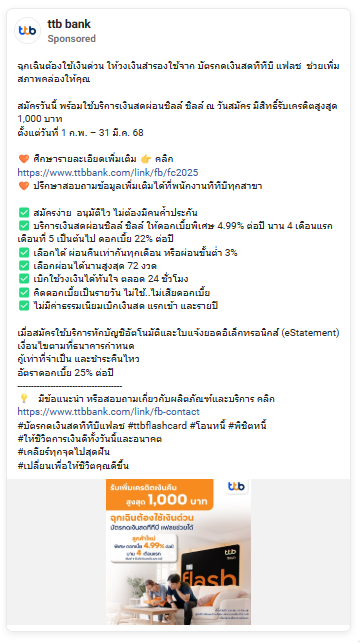 ttb bank
Sponsored
ฉุกเฉินต้องใช้เงินด่วน ให้วงเงินสำรองใช้จาก บัตรกดเงินสดทีทีบี แฟลช ช่วยเพิ่ม
สภาพคล่องให้คุณ
สมัครวันนี้ พร้อมใช้บริการเงินสดผ่อนชิลล์ ชิลล์ ณ วันสมัคร มีสิทธิ์รับเครดิตสูงสุด
1,000 บาท
ตั้งแต่วันที่ 1 ก.พ. – 31 มี.ค. 68
🧡 ศึกษารายละเอียดเพิ่มเติม 👉 คลิก
https://www.ttbbank.com/link/fb/fc2025
🧡 ปรึกษาสอบถามข้อมูลเพิ่มเติมได้ที่พนักงานทีทีบีทุกสาขา
✅ สมัครง่าย อนุมัติไว ไม่ต้องมีคนค้ำประกัน
✅ บริการเงินสดผ่อนชิลล์ ชิลล์ ให้ดอกเบี้ยพิเศษ 4.99% ต่อปี นาน 4 เดือนแรก
เดือนที่ 5 เป็นต้นไป ดอกเบี้ย 22% ต่อปี
✅ เลือกได้ ผ่อนคืนเท่ากันทุกเดือน หรือผ่อนขั้นต่ำ 3%
✅ เลือกผ่อนได้นานสูงสุด 72 งวด
✅ เบิกใช้วงเงินได้ทันใจ ตลอด 24 ชั่วโมง
✅ คิดดอกเบี้ยเป็นรายวัน ไม่ใช้..ไม่เสียดอกเบี้ย
✅ ไม่มีค่าธรรมเนียมเบิกเงินสด แรกเข้า และรายปี
เมื่อสมัครใช้บริการหักบัญชีอัตโนมัติและใบแจ้งยอดอิเล็กทรอนิกส์ (eStatement)
เงื่อนไขตามที่ธนาคารกำหนด
กู้เท่าที่จำเป็น และชำระคืนไหว
อัตราดอกเบี้ย 25% ต่อปี
--------------------------------------
💡 มีข้อแนะนำ หรือสอบถามเกี่ยวกับผลิตภัณฑ์และบริการ คลิก
https://www.ttbbank.com/link/fb-contact
#บัตรกดเงินสดทีทีบีแฟลช #ttbflashcard #โอนหนี้ #พิชิตหนี้
#ให้ชีวิตการเงินดีทั้งวันนี้และอนาคต
#เคลียร์ทุกจุดไปสุดฝัน
#เปลี่ยนเพื่อให้ชีวิตคุณดีขึ้น
ttb
รับเพิ่มเครดิตเงินคืน
สูงสุด 1,000 บาท
ฉุกเฉินต้องใช้เงินด่วน
บัตรกดเงินสดทีทีบี แฟลชช่วยได้
ลูกค้าใหม่
พิเศษ ดอกเบี้ย 4.99% ต่อปี
นาน 4 เดือนแรก
ttb
flash